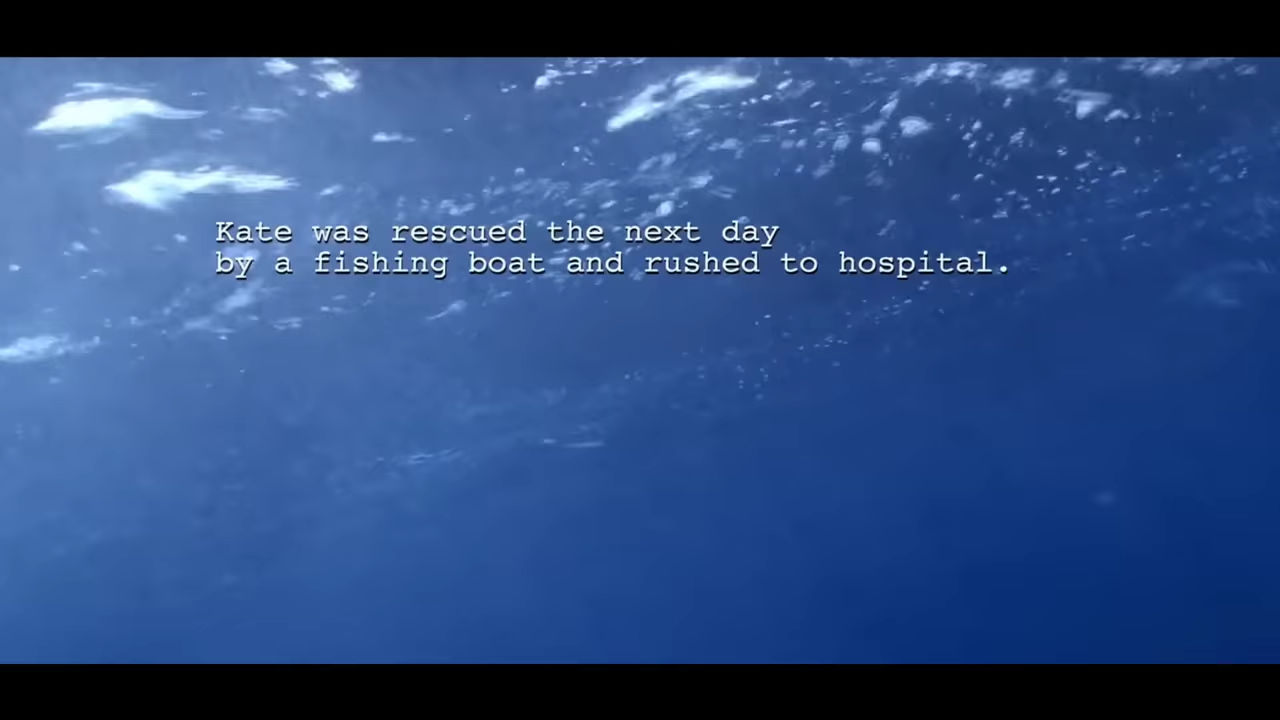 Kate was rescued the next day
by a fishing boat and rushed to hospital.